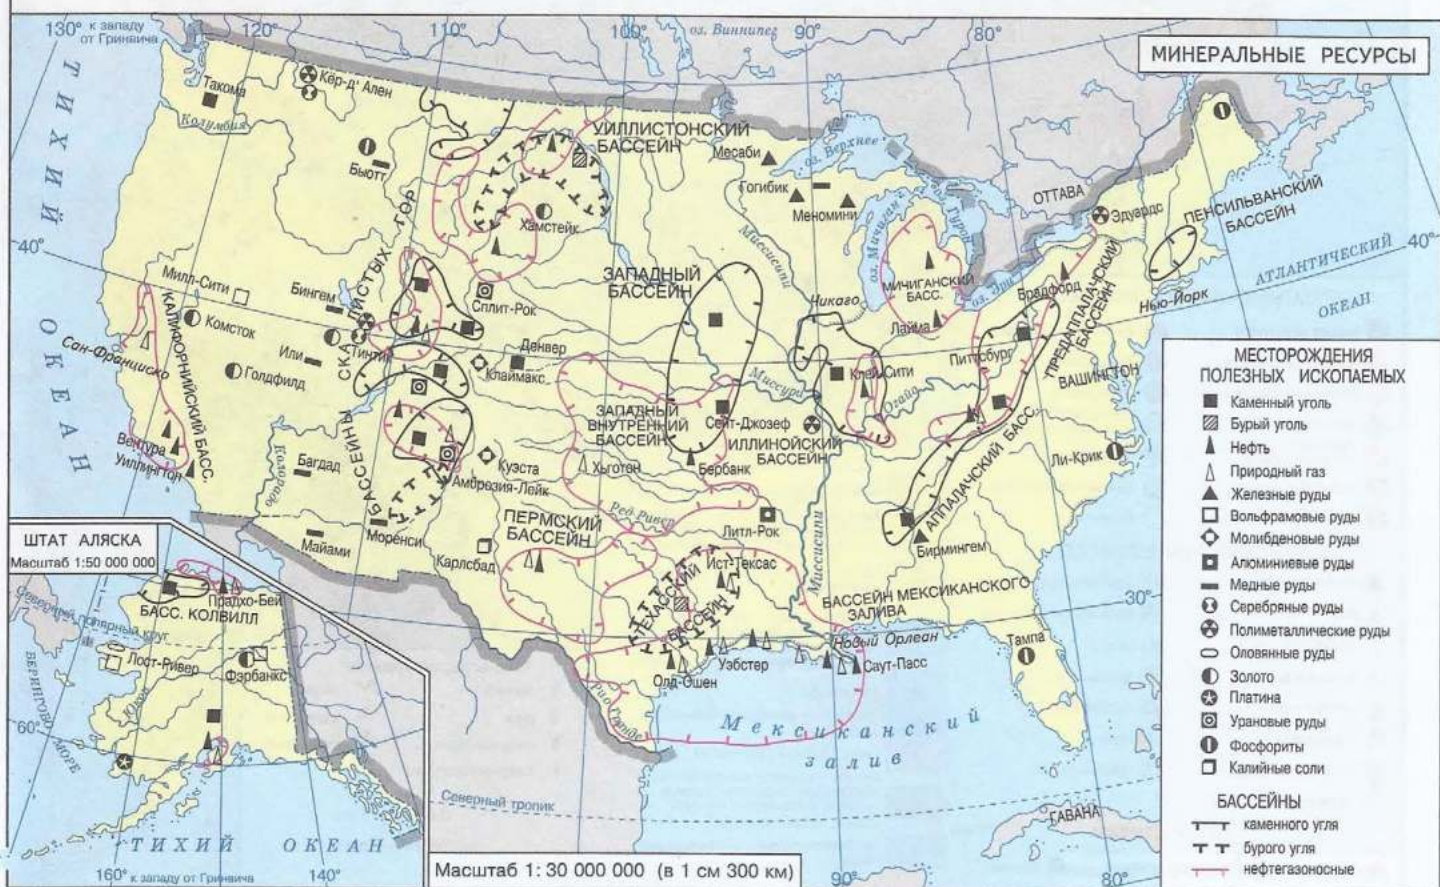 130° к западу
от Гринвича
120°
110°
100°
оз. Виннипег
80°
МИНЕРАЛЬНЫЕ РЕСУРСЫ
ТИХИЙ
ОКЕАН
Такома
Колумбия
Кёр-д' Ален
Бьютт
УИЛЛИСТОНСКИЙ
БАССЕЙН
Хамстейк
Месаби
оз. Верхнее
Гогибик
Меномини
оз. Мичиган
оз. Гурон
ОТТАВА
Эдуардс
ПЕНСИЛЬВАНСКИЙ
БАССЕЙН
40°
40°
АТЛАНТИЧЕСКИЙ
ОКЕАН
Милл-Сити
Комсток
Сан-Франциско
КАЛИФОРНИЙСКИЙ БАСС.
Голдфилд
Бингем
Или
Тинтик
БАССЕЙНЫ СКАЛИСТЫХ ГОР
Сплит-Рок
Денвер
Клаймакс
ЗАПАДНЫЙ
БАССЕЙН
Миссисипи
Чикаго
МИЧИГАНСКИЙ
БАСС.
оз. Эри
Лайма
Брадфорд
Нью-Йорк
Питтсбург
ПРЕДАППАЛАЧСКИЙ
БАССЕЙН
ВАШИНГТОН
Клей-Сити
Огайо
Миссури
ЗАПАДНЫЙ
ВНУТРЕННИЙ
БАССЕЙН
Сент-Джозеф
ИЛЛИНОЙСКИЙ
БАССЕЙН
Вентура
Уиллингтон
Колорадо
Багдад
Куэста
Амброзия-Лейк
Хьюготон
Бербанк
АППАЛАЧСКИЙ БАСС.
Ли-Крик
Майами
Моренси
Карлсбад
ПЕРМСКИЙ
БАССЕЙН
Ред-Ривер
Литл-Рок
Миссисипи
Бирмингем
Ист-Тексас
ТЕХАССКИЙ
БАССЕЙН
БАССЕЙН МЕКСИКАНСКОГО
ЗАЛИВА
30°
Новый Орлеан
Тампа
Уэбстер
Саут-Пасс
Олд-Ошен
Рио-Гранде
Мексиканский
залив
Северный тропик
ГАВАНА
90°
80°
ШТАТ АЛЯСКА
Масштаб 1:50 000 000
Прадхо-Бей
БАСС. КОЛВИЛЛ
Северный полярный круг
Лост-Ривер
Фэрбанкс
Юкон
БЕРИНГОВО МОРЕ
60°
ТИХИЙ ОКЕАН
160° к западу от Гринвича
140°
Масштаб 1: 30 000 000 (в 1 см 300 км)
МЕСТОРОЖДЕНИЯ
ПОЛЕЗНЫХ ИСКОПАЕМЫХ
Каменный уголь
Бурый уголь
Нефть
Природный газ
Железные руды
Вольфрамовые руды
Молибденовые руды
Алюминиевые руды
Медные руды
Серебряные руды
Полиметаллические руды
Оловянные руды
Золото
Платина
Урановые руды
Фосфориты
Калийные соли
БАССЕЙНЫ
каменного угля
бурого угля
нефтегазоносные